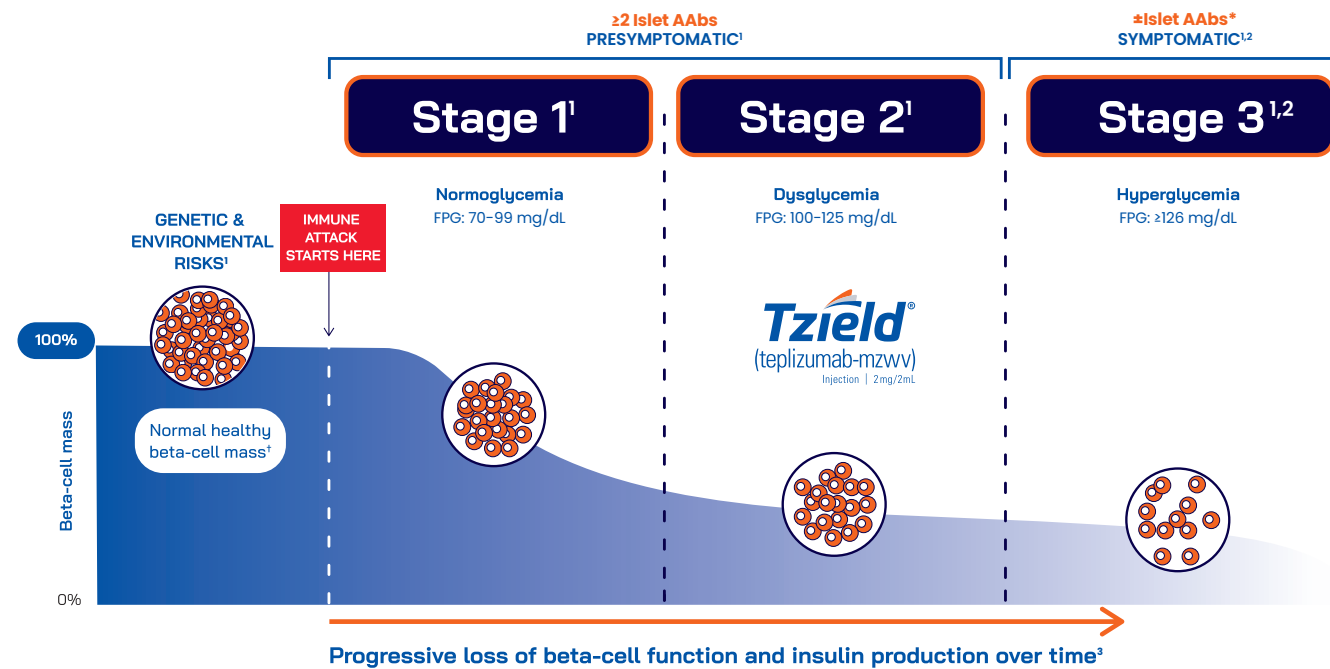 ≥2 Islet AAbs
PRESYMPTOMATIC¹
±Islet AAbs*
SYMPTOMATIC¹,²
Stage 1¹
Stage 2¹
Stage 3¹,²
Normoglycemia
FPG: 70-99 mg/dL
Dysglycemia
FPG: 100-125 mg/dL
Hyperglycemia
FPG: ≥126 mg/dL
GENETIC &
ENVIRONMENTAL
RISKS¹
IMMUNE
ATTACK
STARTS HERE
Tzield®
(teplizumab-mzwv)
Injection | 2mg/2mL
100%
Normal healthy
beta-cell mass†
Beta-cell mass
0%
Progressive loss of beta-cell function and insulin production over time³